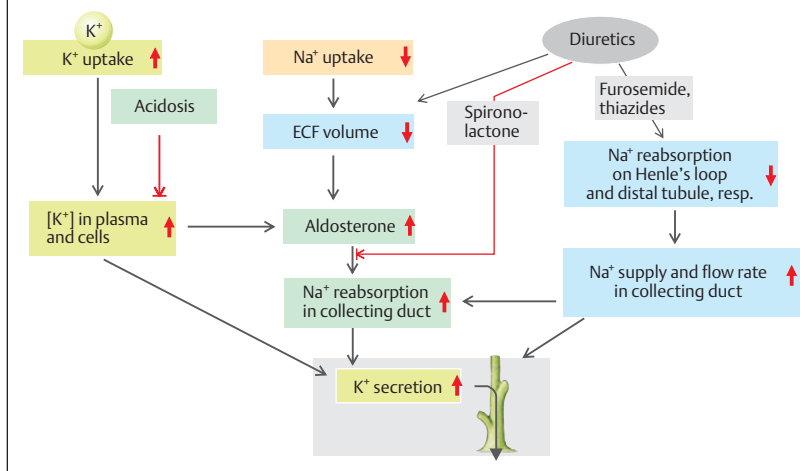 K⁺
K⁺ uptake
Na⁺ uptake
Diuretics
Acidosis
ECF volume
Spirono-
lactone
Furosemide,
thiazides
Na⁺ reabsorption
on Henle’s loop
and distal tubule, resp.
[K⁺] in plasma
and cells
Aldosterone
Na⁺ reabsorption
in collecting duct
Na⁺ supply and flow rate
in collecting duct
K⁺ secretion